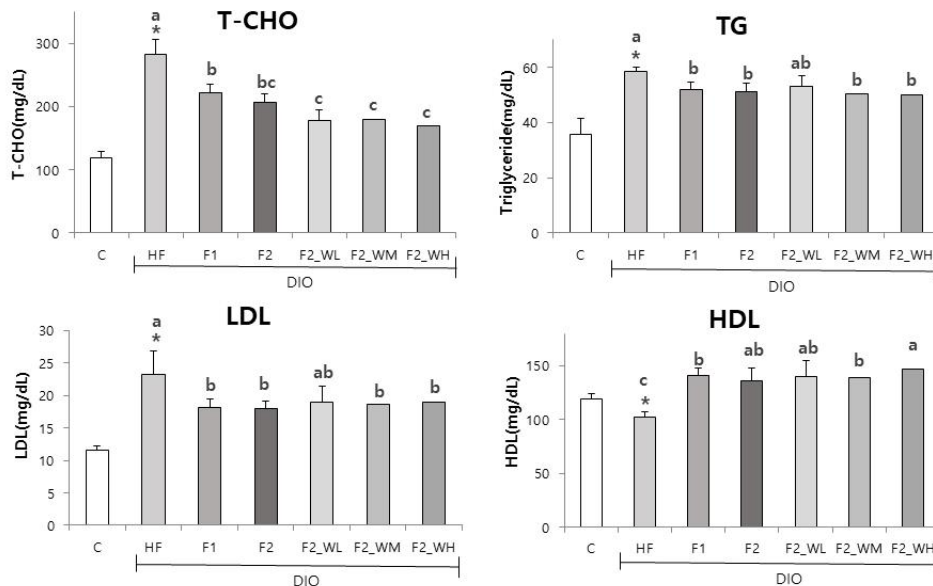 T-CHO
T-CHO(mg/dL)
300
200
100
0
a
*
b
bc
c
c
c
C HF F1 F2 F2_WL F2_WM F2_WH
DIO
TG
Triglyceride(mg/dL)
60
40
20
0
a
*
b
b
ab
b
b
C HF F1 F2 F2_WL F2_WM F2_WH
DIO
LDL
LDL(mg/dL)
30
25
20
15
10
5
0
a
*
b
b
ab
b
b
C HF F1 F2 F2_WL F2_WM F2_WH
DIO
HDL
HDL(mg/dL)
150
100
50
0
c
*
b
ab
ab
b
a
C HF F1 F2 F2_WL F2_WM F2_WH
DIO